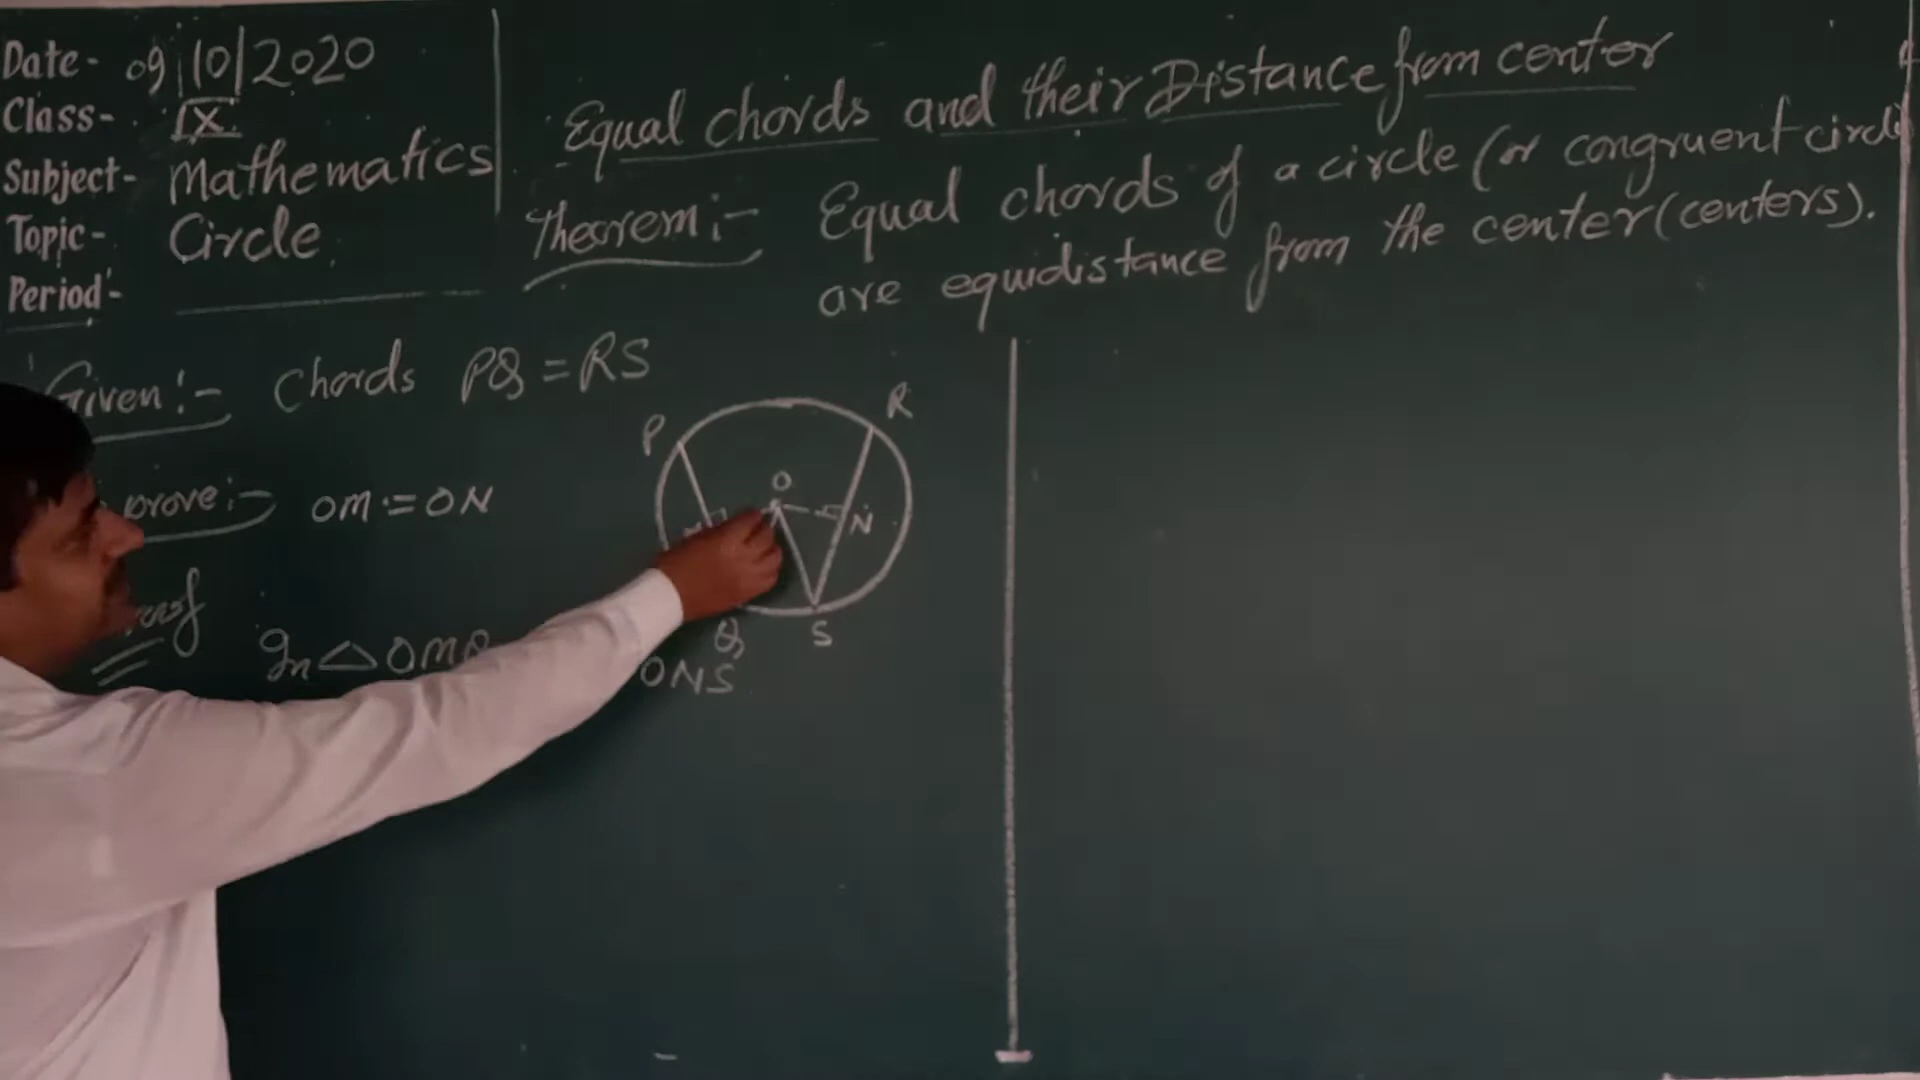 Date- 09/10/2020
Class- IX
Subject- Mathematics
Topic- Circle
Period-
Equal chords and their Distance from center
Theorem:- Equal chords of a circle (or congruent circle
are equidistance from the center (centers).
Given:- Chords PQ = RS
prove:- OM = ON
In △OMQ
ONS
P
R
O
N
Q
S